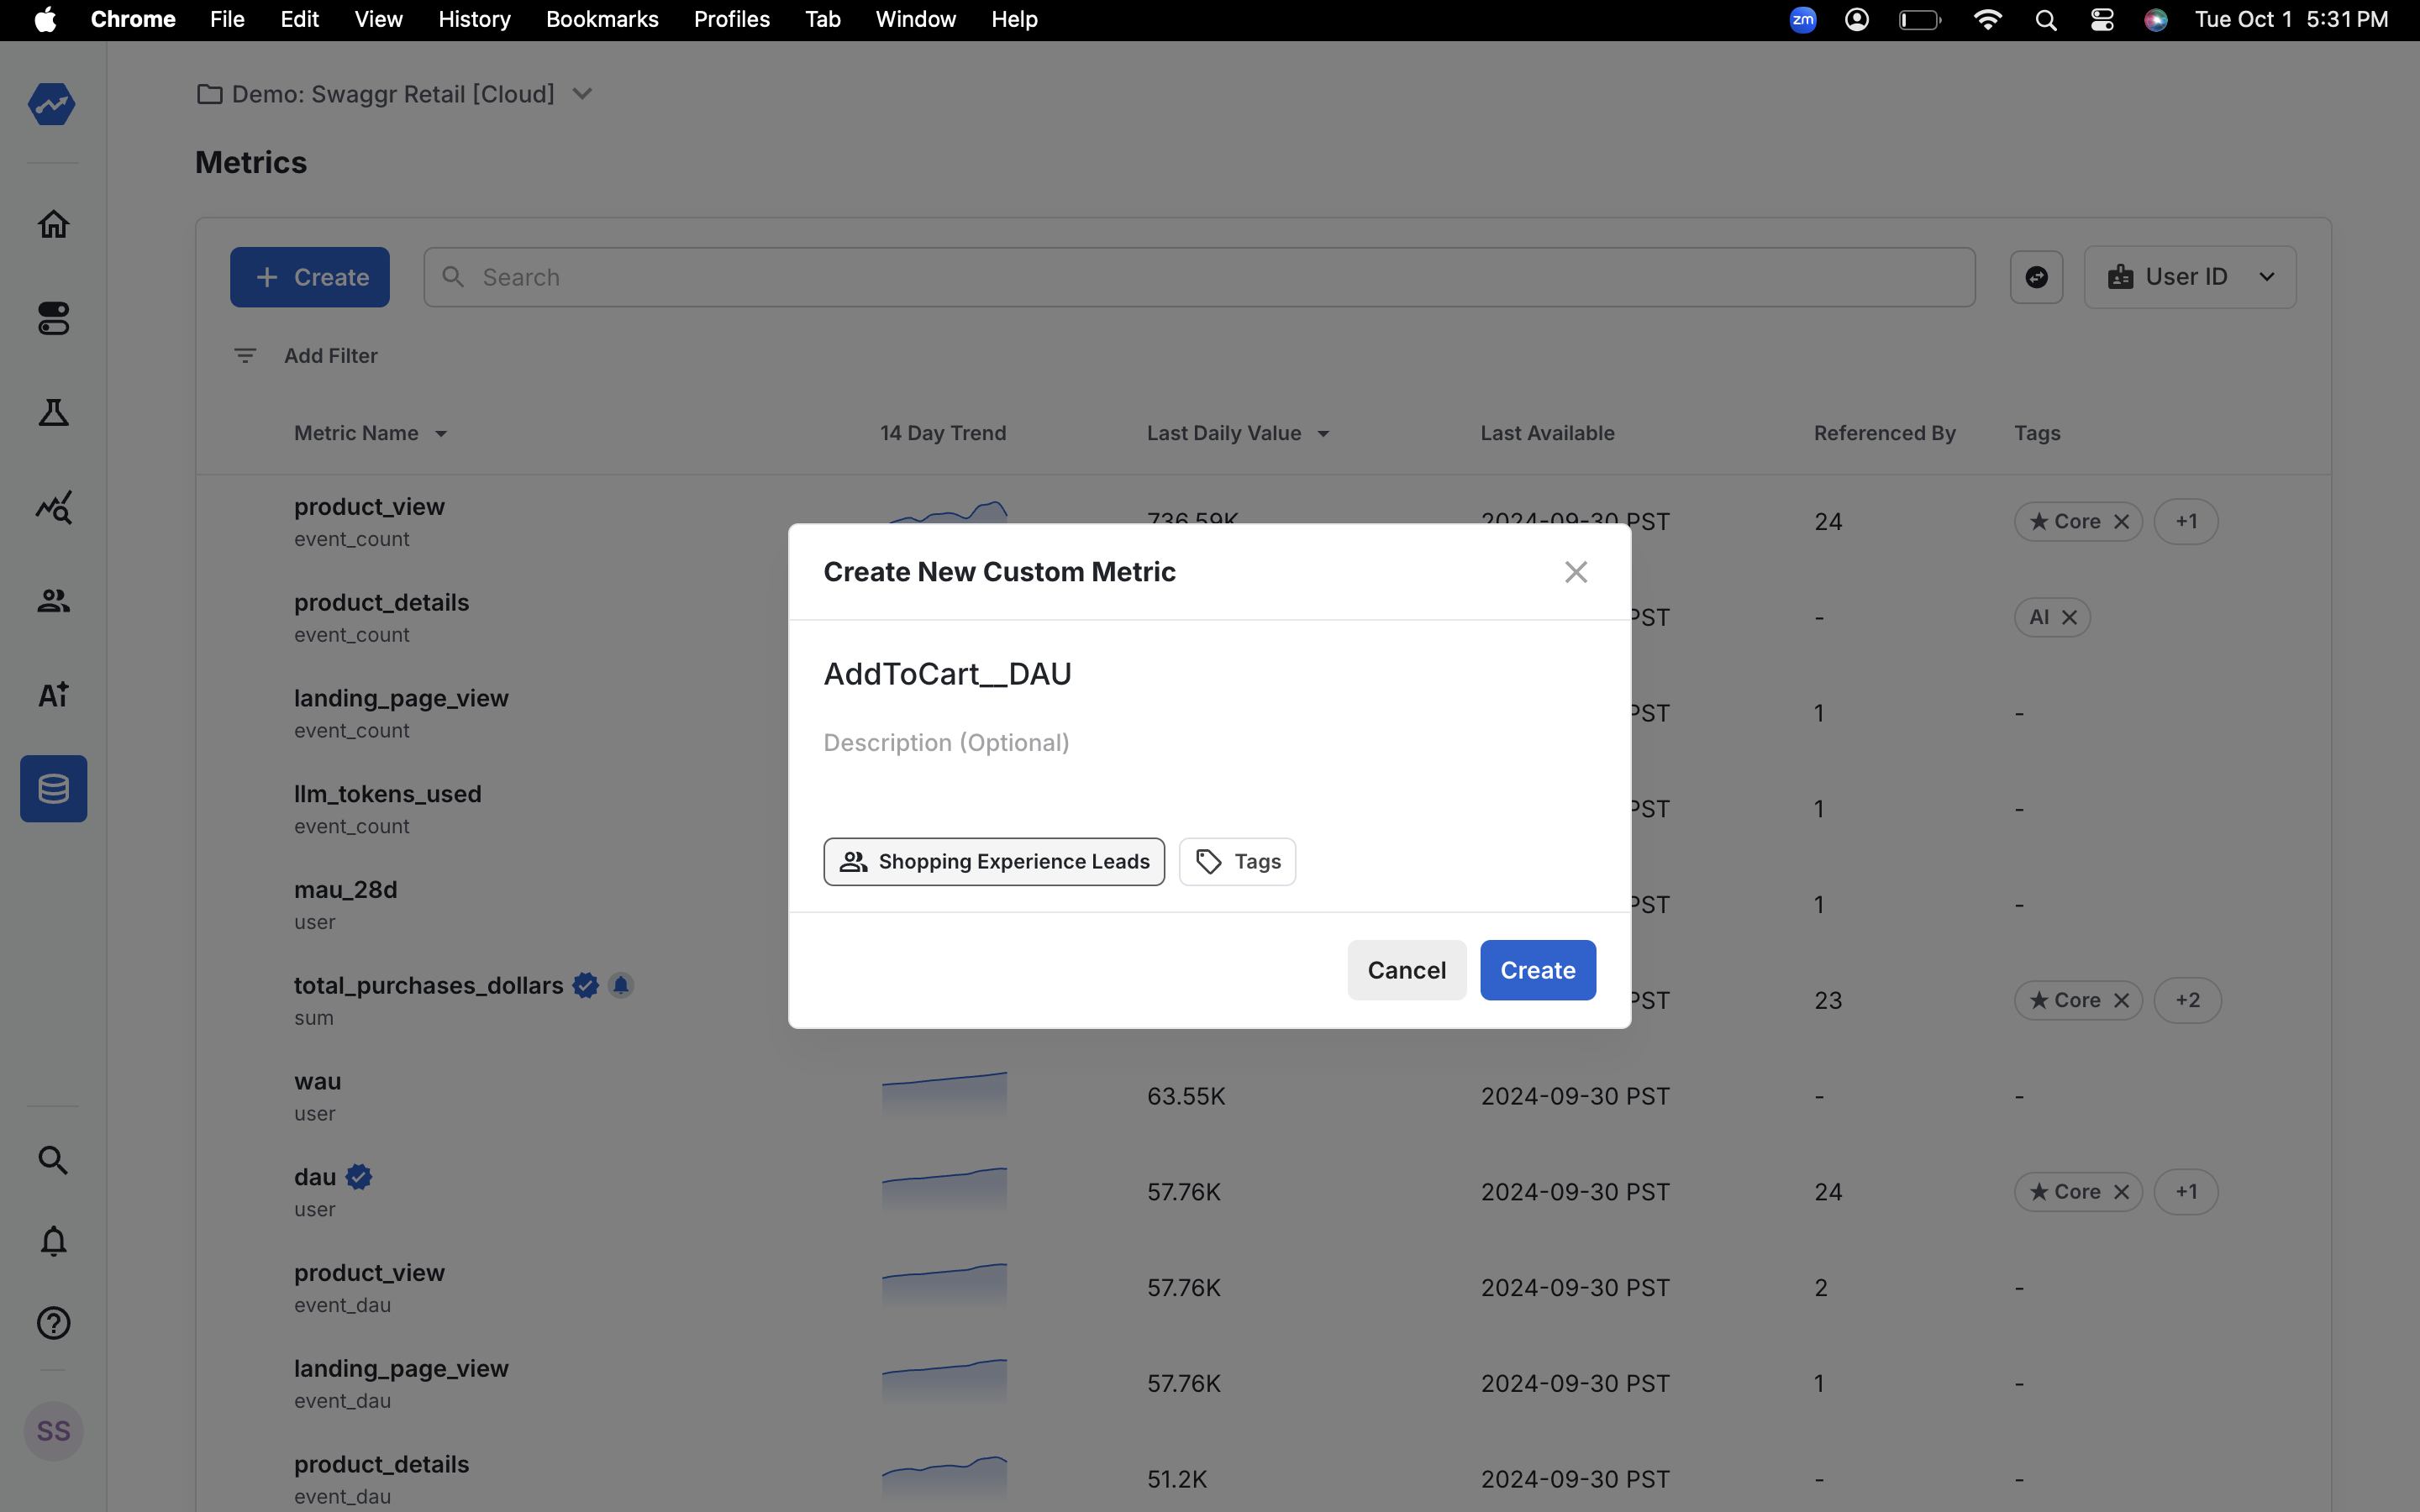 Chrome File Edit View History Bookmarks Profiles Tab Window Help zm Tue Oct 1 5:31 PM
Demo: Swaggr Retail [Cloud]
Metrics
+ Create Search User ID
Add Filter
Metric Name 14 Day Trend Last Daily Value Last Available Referenced By Tags
product_view 736.59K 2024-09-30 PST 24 ★ Core +1
event_count
product_details PST - AI
event_count
landing_page_view PST 1 -
event_count
llm_tokens_used PST 1 -
event_count
mau_28d PST 1 -
user
total_purchases_dollars PST 23 ★ Core +2
sum
wau 63.55K 2024-09-30 PST - -
user
dau 57.76K 2024-09-30 PST 24 ★ Core +1
user
product_view 57.76K 2024-09-30 PST 2 -
event_dau
landing_page_view 57.76K 2024-09-30 PST 1 -
event_dau
product_details 51.2K 2024-09-30 PST - -
event_dau
Create New Custom Metric
AddToCart__DAU
Description (Optional)
Shopping Experience Leads Tags
Cancel Create
Ai
SS